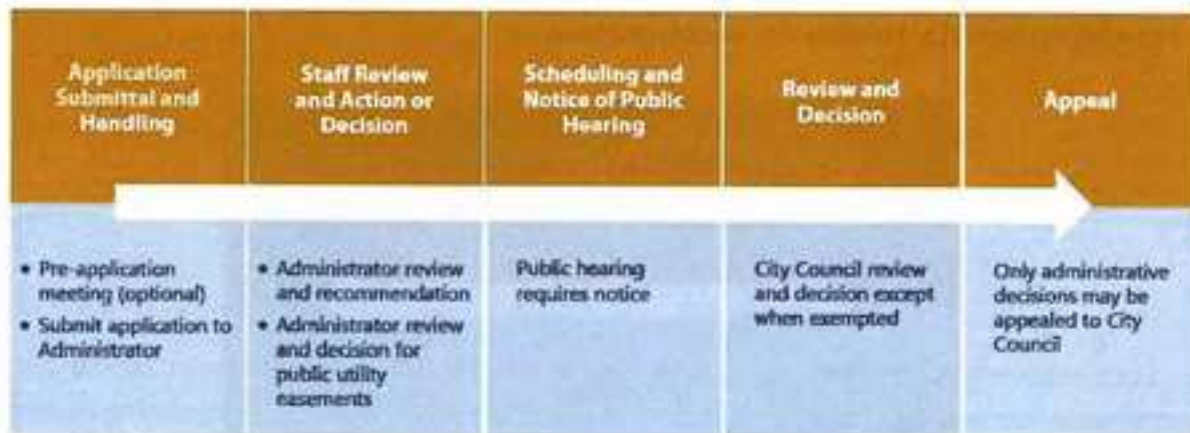 Application
Submittal and
Handling
Staff Review
and Action or
Decision
Scheduling and
Notice of Public
Hearing
Review and
Decision
Appeal
• Pre-application
meeting (optional)
• Submit application to
Administrator
• Administrator review
and recommendation
• Administrator review
and decision for
public utility
easements
Public hearing
requires notice
City Council review
and decision except
when exempted
Only administrative
decisions may be
appealed to City
Council